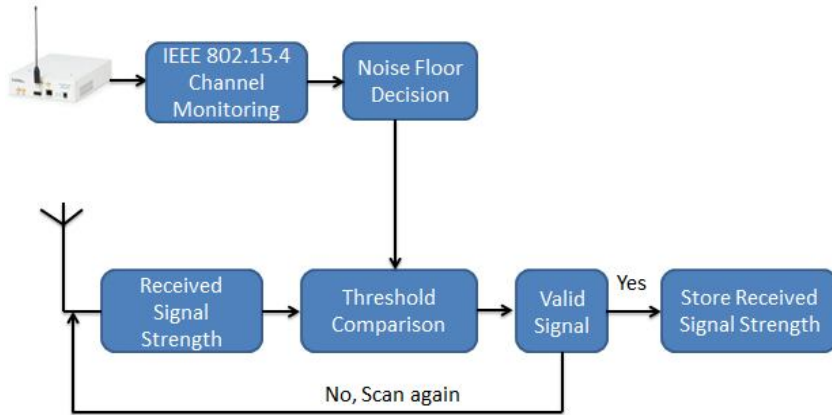 IEEE 802.15.4
Channel
Monitoring
Noise Floor
Decision
Received
Signal
Strength
Threshold
Comparison
Valid
Signal
Yes
Store Received
Signal Strength
No, Scan again